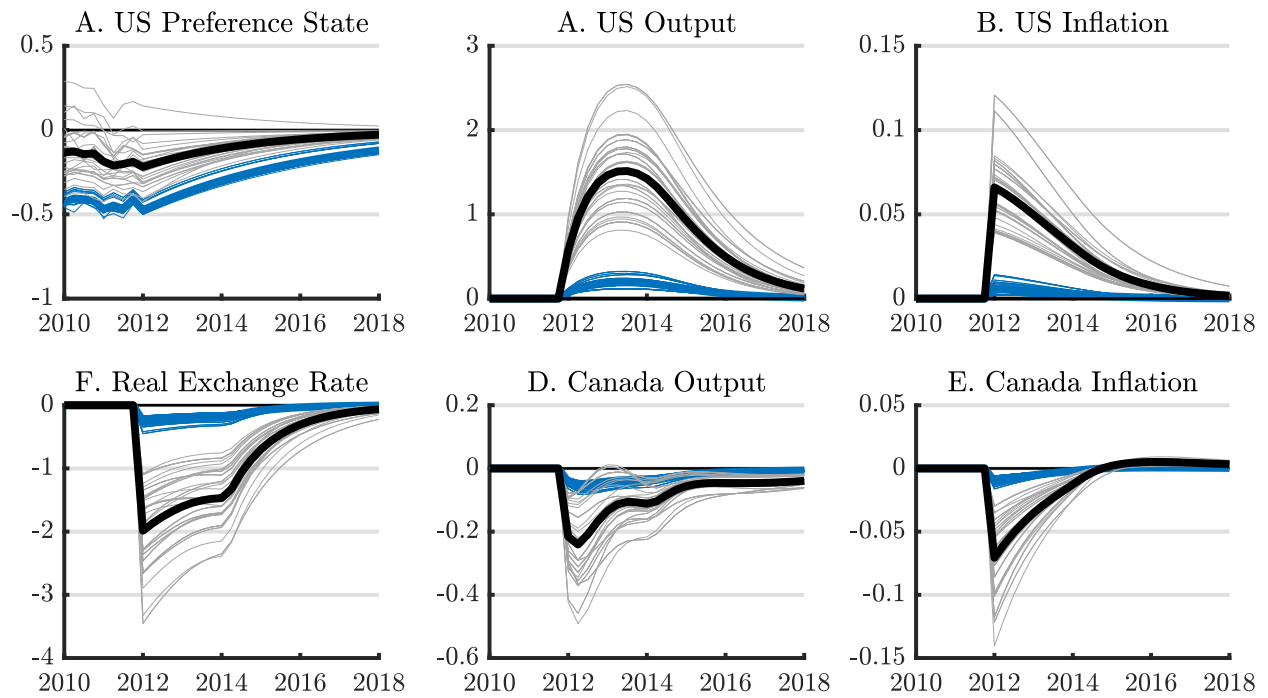 A. US Preference State
A. US Output
B. US Inflation
0.5
0
-0.5
-1
2010 2012 2014 2016 2018
3
2
1
0
2010 2012 2014 2016 2018
0.15
0.1
0.05
0
2010 2012 2014 2016 2018
F. Real Exchange Rate
D. Canada Output
E. Canada Inflation
0
-1
-2
-3
-4
2010 2012 2014 2016 2018
0.2
0
-0.2
-0.4
-0.6
2010 2012 2014 2016 2018
0.05
0
-0.05
-0.1
-0.15
2010 2012 2014 2016 2018